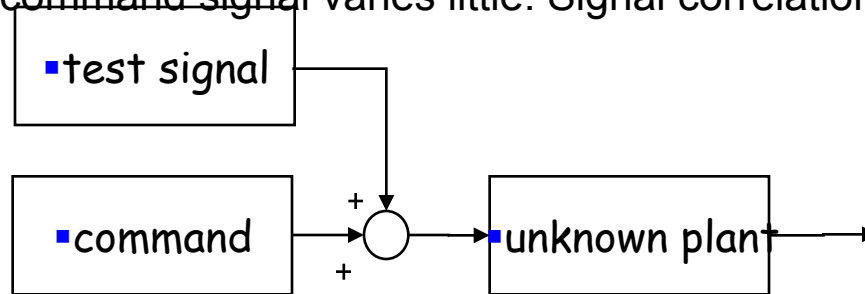 command signal varies little. Signal correlation
▪test signal
+
▪command
▪unknown plant
+